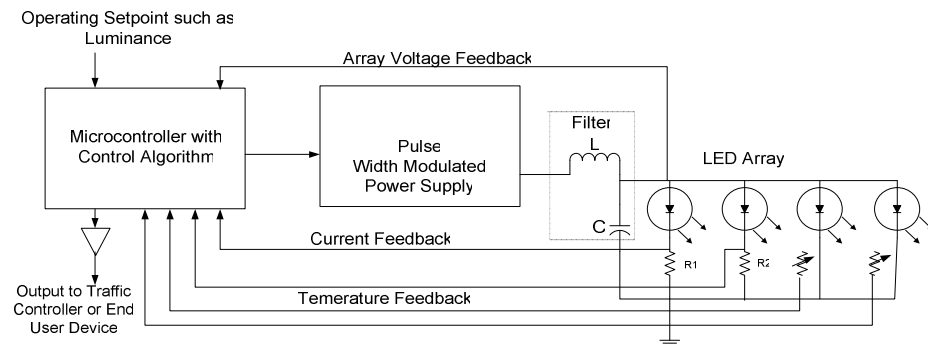 Operating Setpoint such as
Luminance
Array Voltage Feedback
Microcontroller with
Control Algorithm
Pulse
Width Modulated
Power Supply
Filter
L
C
LED Array
Current Feedback
R1
R2
Temerature Feedback
Output to Traffic
Controller or End
User Device